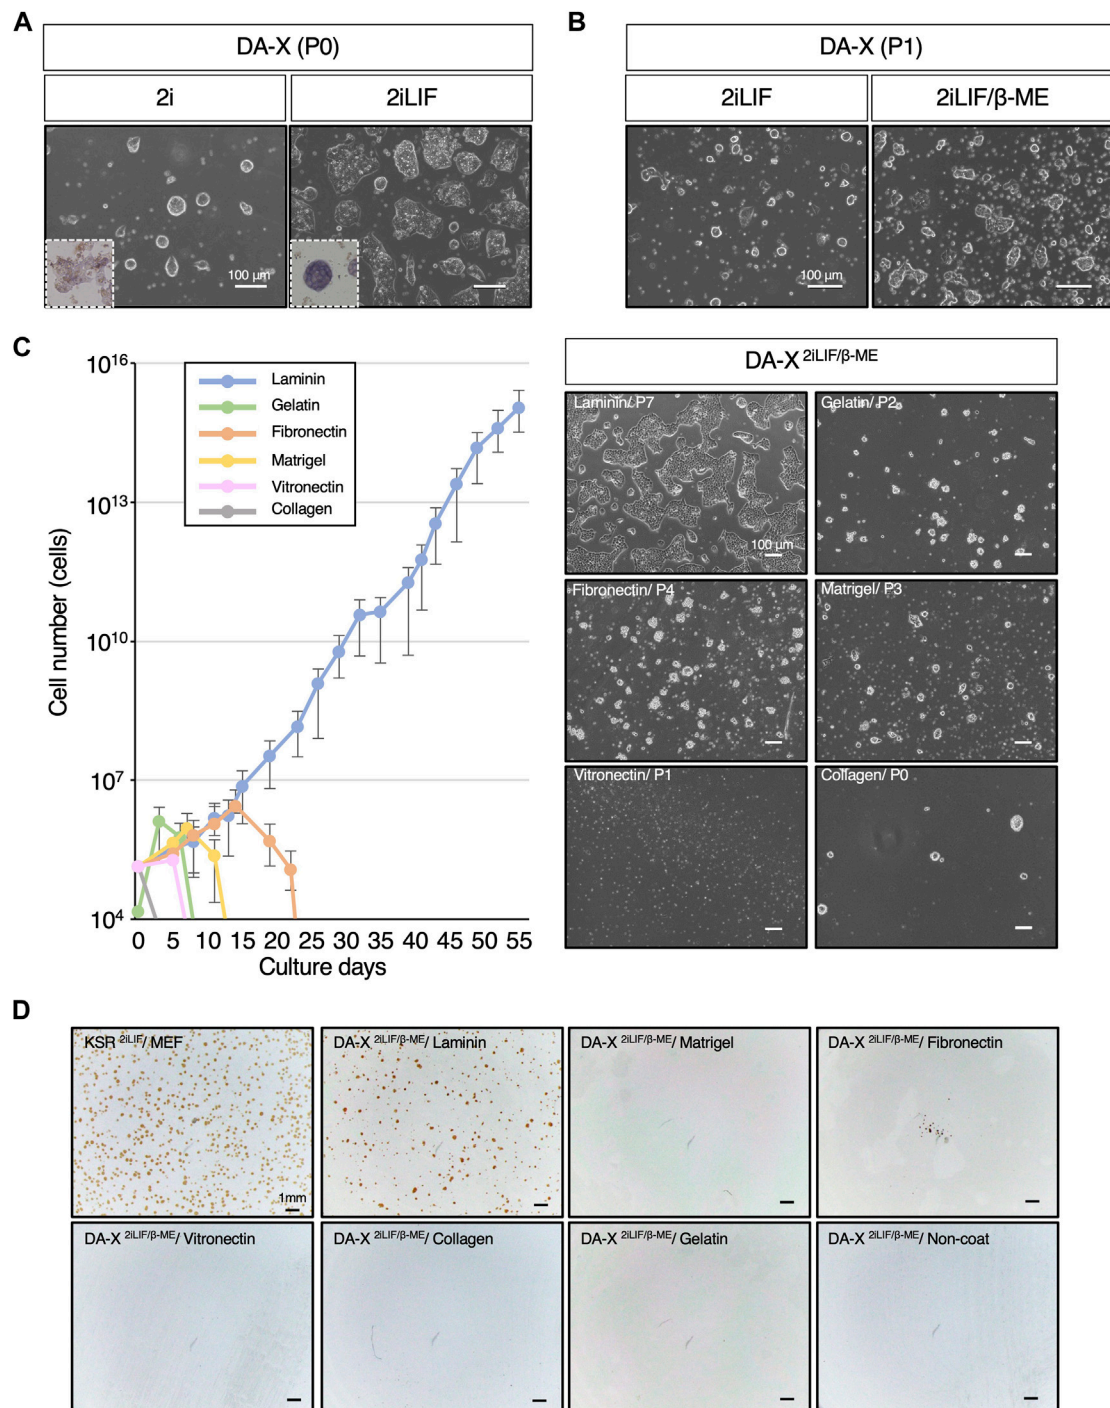 A
DA-X (P0)
2i
2iLIF
100 µm
B
DA-X (P1)
2iLIF
2iLIF/β-ME
100 µm
C
10^16
10^13
10^10
10^7
10^4
Cell number (cells)
Laminin
Gelatin
Fibronectin
Matrigel
Vitronectin
Collagen
0 5 10 15 20 25 30 35 40 45 50 55
Culture days
DA-X 2iLIF/β-ME
Laminin/ P7
100 µm
Gelatin/ P2
Fibronectin/ P4
Matrigel/ P3
Vitronectin/ P1
Collagen/ P0
D
KSR 2iLIF/ MEF
1mm
DA-X 2iLIF/β-ME/ Laminin
DA-X 2iLIF/β-ME/ Matrigel
DA-X 2iLIF/β-ME/ Fibronectin
DA-X 2iLIF/β-ME/ Vitronectin
DA-X 2iLIF/β-ME/ Collagen
DA-X 2iLIF/β-ME/ Gelatin
DA-X 2iLIF/β-ME/ Non-coat